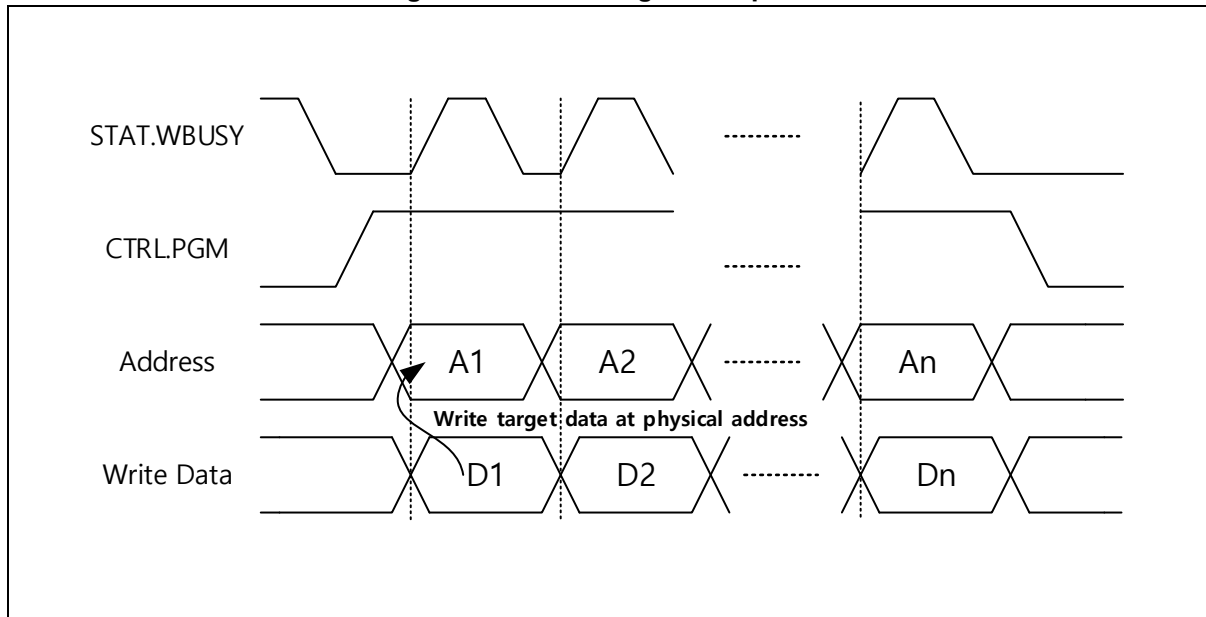 STAT.WBUSY
CTRL.PGM
Address
A1
A2
An
Write target data at physical address
Write Data
D1
D2
Dn